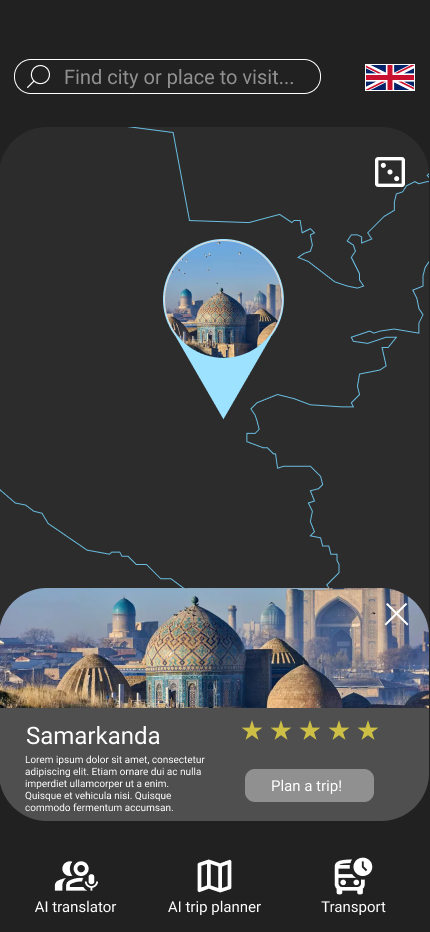 Find city or place to visit...
Samarkanda
Lorem ipsum dolor sit amet, consectetur
adipiscing elit. Etiam ornare dui ac nulla
imperdiet ullamcorper ut a enim.
Quisque et vehicula nisi. Quisque
commodo fermentum accumsan.
Plan a trip!
AI translator
AI trip planner
Transport